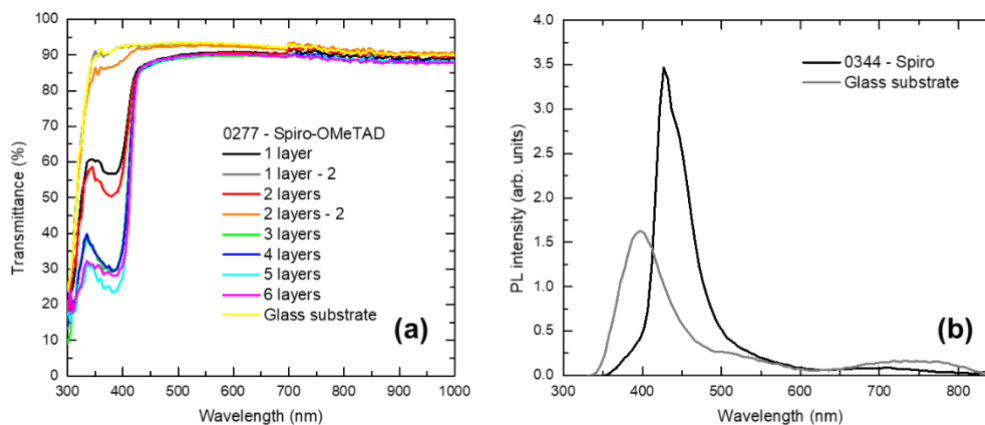 100
90
80
70
60
50
40
30
20
10
0
Transmittance (%)
0277 - Spiro-OMeTAD
1 layer
1 layer - 2
2 layers
2 layers - 2
3 layers
4 layers
5 layers
6 layers
Glass substrate
(a)
300 400 500 600 700 800 900 1000
Wavelength (nm)
4.0
3.5
3.0
2.5
2.0
1.5
1.0
0.5
0.0
PL intensity (arb. units)
0344 - Spiro
Glass substrate
(b)
300 400 500 600 700 800
Wavelength (nm)